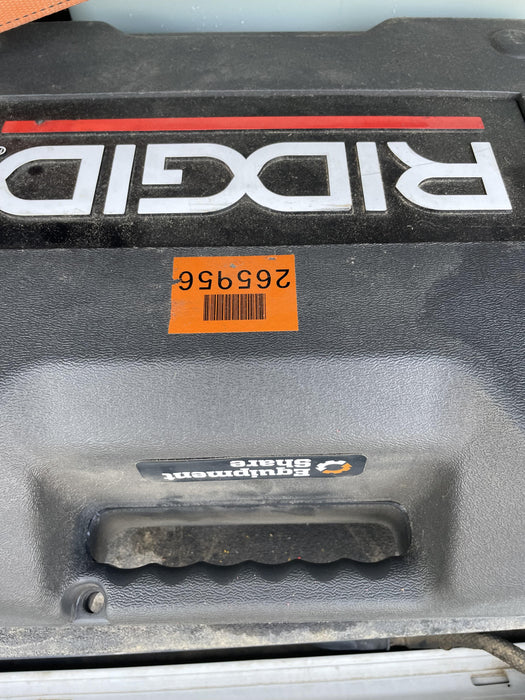 Equipment
Share
265956
RIDGID®